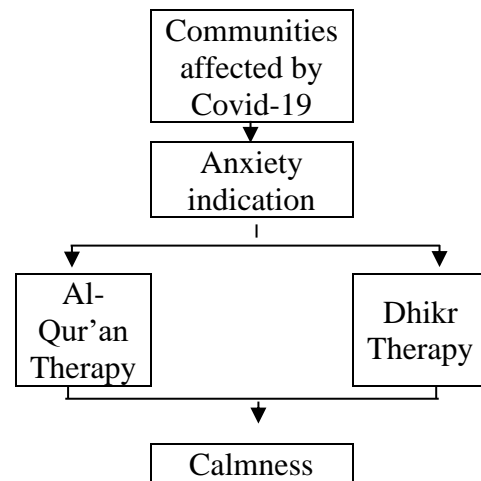 Communities
affected by
Covid-19
Anxiety
indication
Al-
Qur’an
Therapy
Dhikr
Therapy
Calmness